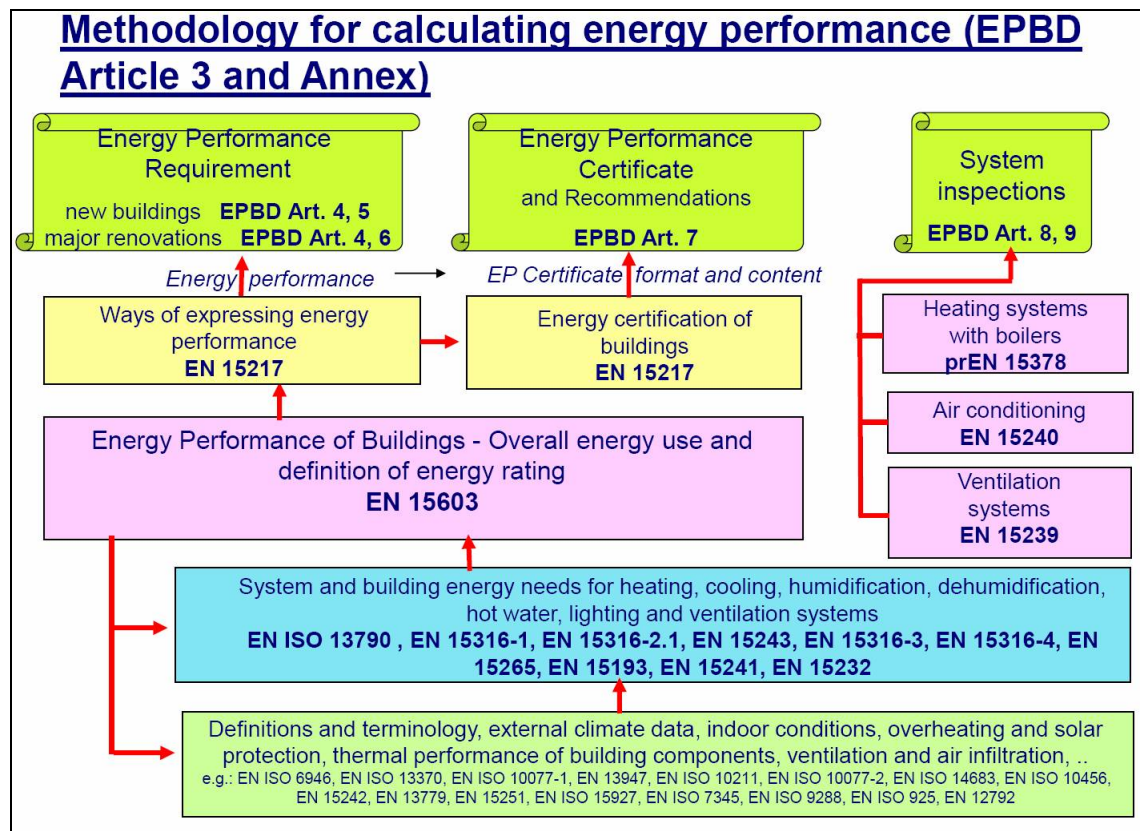 Methodology for calculating energy performance (EPBD
Article 3 and Annex)
Energy Performance
Requirement
new buildings EPBD Art. 4, 5
major renovations EPBD Art. 4, 6
Energy Performance
Certificate
and Recommendations
EPBD Art. 7
System
inspections
EPBD Art. 8, 9
Energy performance
EP Certificate format and content
Ways of expressing energy
performance
EN 15217
Energy certification of
buildings
EN 15217
Heating systems
with boilers
prEN 15378
Air conditioning
EN 15240
Ventilation
systems
EN 15239
Energy Performance of Buildings - Overall energy use and
definition of energy rating
EN 15603
System and building energy needs for heating, cooling, humidification, dehumidification,
hot water, lighting and ventilation systems
EN ISO 13790 , EN 15316-1, EN 15316-2.1, EN 15243, EN 15316-3, EN 15316-4, EN
15265, EN 15193, EN 15241, EN 15232
Definitions and terminology, external climate data, indoor conditions, overheating and solar
protection, thermal performance of building components, ventilation and air infiltration, ..
e.g.: EN ISO 6946, EN ISO 13370, EN ISO 10077-1, EN 13947, EN ISO 10211, EN ISO 10077-2, EN ISO 14683, EN ISO 10456,
EN 15242, EN 13779, EN 15251, EN ISO 15927, EN ISO 7345, EN ISO 9288, EN ISO 925, EN 12792